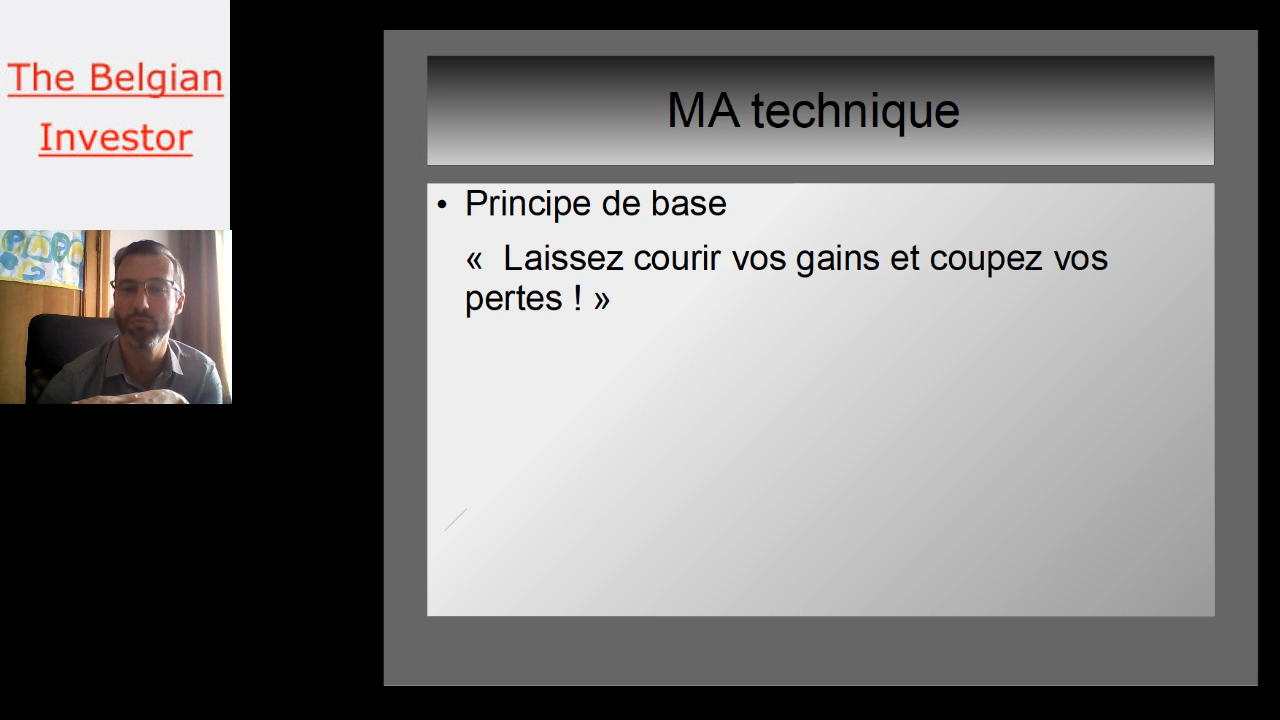 The Belgian
Investor
MA technique
• Principe de base
«  Laissez courir vos gains et coupez vos
pertes ! »